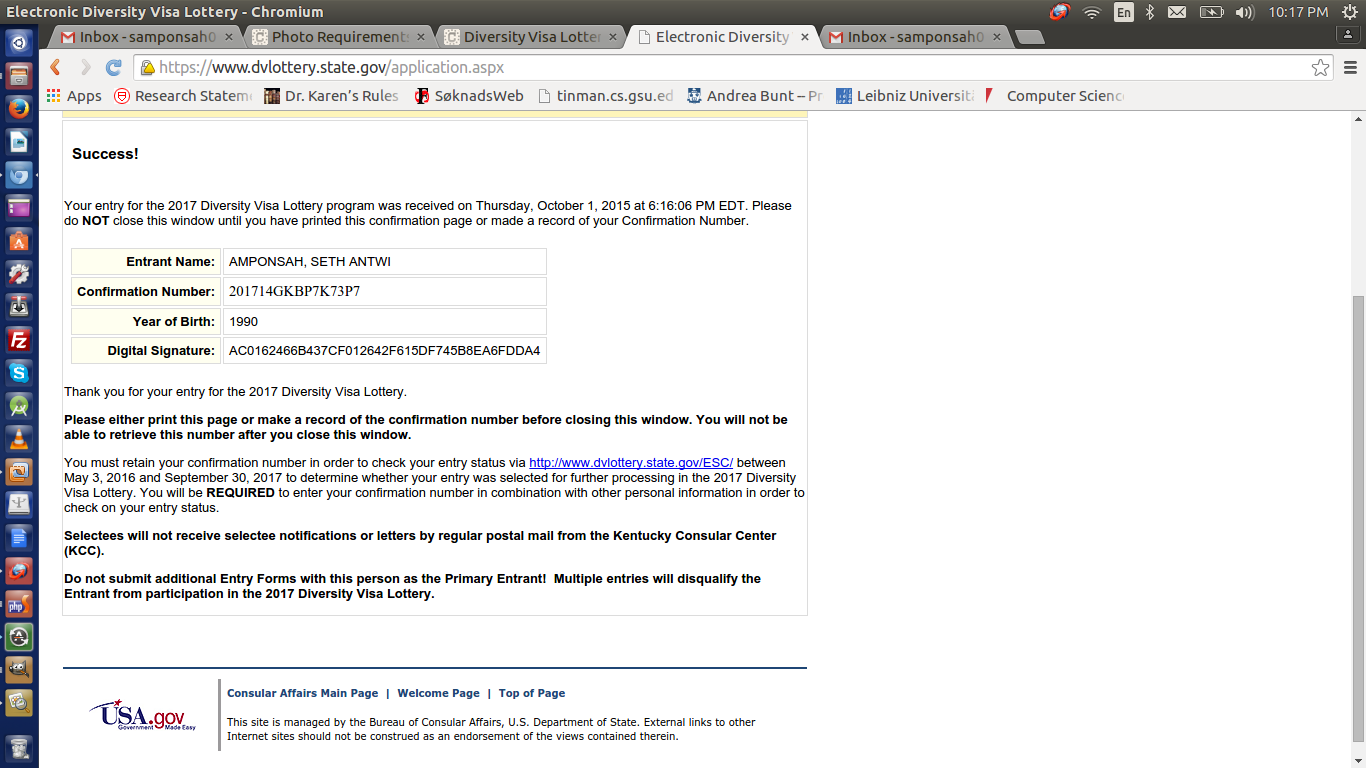 Electronic Diversity Visa Lottery - Chromium
En
10:17 PM
Inbox - samponsah0 ×
Photo Requirements ×
Diversity Visa Lotter ×
Electronic Diversity ×
Inbox - samponsah0 ×
https://www.dvlottery.state.gov/application.aspx
Apps
Research Statem
Dr. Karen's Rules
SøknadsWeb
tinman.cs.gsu.ed
Andrea Bunt – Pr
Leibniz Universitä
Computer Scienc
Success!
Your entry for the 2017 Diversity Visa Lottery program was received on Thursday, October 1, 2015 at 6:16:06 PM EDT. Please
do NOT close this window until you have printed this confirmation page or made a record of your Confirmation Number.
Entrant Name: AMPONSAH, SETH ANTWI
Confirmation Number: 201714GKBP7K73P7
Year of Birth: 1990
Digital Signature: AC0162466B437CF012642F615DF745B8EA6FDDA4
Thank you for your entry for the 2017 Diversity Visa Lottery.
Please either print this page or make a record of the confirmation number before closing this window. You will not be
able to retrieve this number after you close this window.
You must retain your confirmation number in order to check your entry status via http://www.dvlottery.state.gov/ESC/ between
May 3, 2016 and September 30, 2017 to determine whether your entry was selected for further processing in the 2017 Diversity
Visa Lottery. You will be REQUIRED to enter your confirmation number in combination with other personal information in order to
check on your entry status.
Selectees will not receive selectee notifications or letters by regular postal mail from the Kentucky Consular Center
(KCC).
Do not submit additional Entry Forms with this person as the Primary Entrant! Multiple entries will disqualify the
Entrant from participation in the 2017 Diversity Visa Lottery.
USA.gov
Government Made Easy
Consular Affairs Main Page | Welcome Page | Top of Page
This site is managed by the Bureau of Consular Affairs, U.S. Department of State. External links to other
Internet sites should not be construed as an endorsement of the views contained therein.